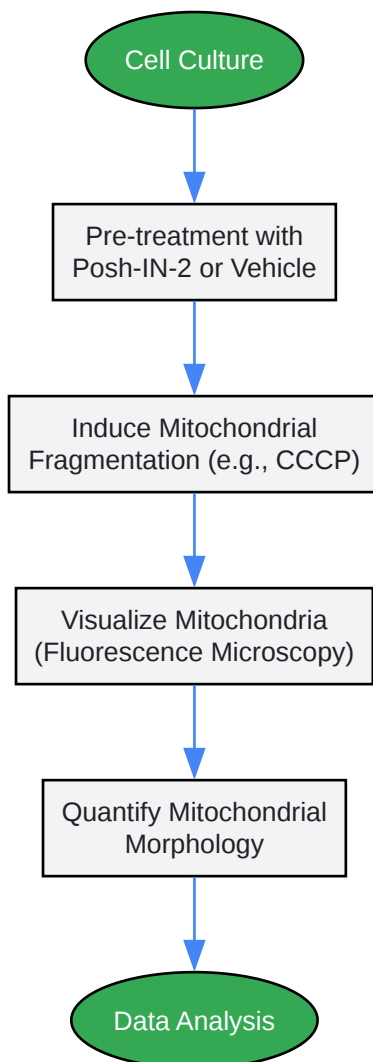 Cell Culture
Pre-treatment with
Posh-IN-2 or Vehicle
Induce Mitochondrial
Fragmentation (e.g., CCCP)
Visualize Mitochondria
(Fluorescence Microscopy)
Quantify Mitochondrial
Morphology
Data Analysis